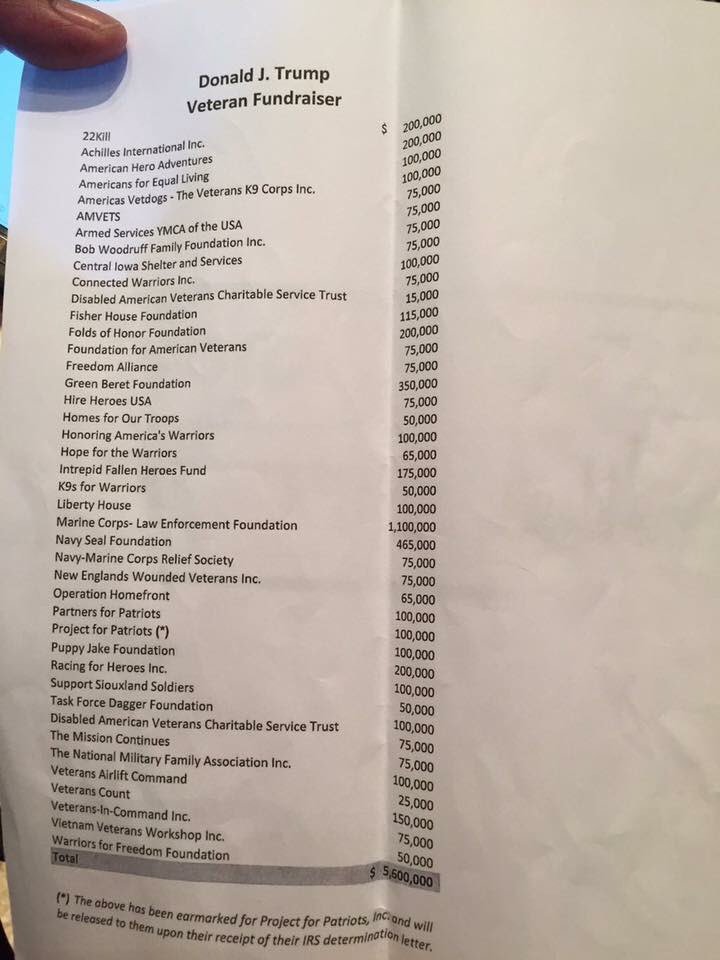 Donald J. Trump
Veteran Fundraiser
22Kill $ 200,000
Achilles International Inc. 200,000
American Hero Adventures 100,000
Americans for Equal Living 100,000
Americas Vetdogs - The Veterans K9 Corps Inc. 75,000
AMVETS 75,000
Armed Services YMCA of the USA 75,000
Bob Woodruff Family Foundation Inc. 75,000
Central Iowa Shelter and Services 100,000
Connected Warriors Inc. 75,000
Disabled American Veterans Charitable Service Trust 15,000
Fisher House Foundation 115,000
Folds of Honor Foundation 200,000
Foundation for American Veterans 75,000
Freedom Alliance 75,000
Green Beret Foundation 350,000
Hire Heroes USA 75,000
Homes for Our Troops 50,000
Honoring America's Warriors 100,000
Hope for the Warriors 65,000
Intrepid Fallen Heroes Fund 175,000
K9s for Warriors 50,000
Liberty House 100,000
Marine Corps- Law Enforcement Foundation 1,100,000
Navy Seal Foundation 465,000
Navy-Marine Corps Relief Society 75,000
New Englands Wounded Veterans Inc. 75,000
Operation Homefront 65,000
Partners for Patriots 100,000
Project for Patriots (*) 100,000
Puppy Jake Foundation 100,000
Racing for Heroes Inc. 200,000
Support Siouxland Soldiers 100,000
Task Force Dagger Foundation 50,000
Disabled American Veterans Charitable Service Trust 100,000
The Mission Continues 75,000
The National Military Family Association Inc. 75,000
Veterans Airlift Command 100,000
Veterans Count 25,000
Veterans-In-Command Inc. 150,000
Vietnam Veterans Workshop Inc. 75,000
Warriors for Freedom Foundation 50,000
Total $ 5,600,000
(*) The above has been earmarked for Project for Patriots, Inc. and will
be released to them upon their receipt of their IRS determination letter.